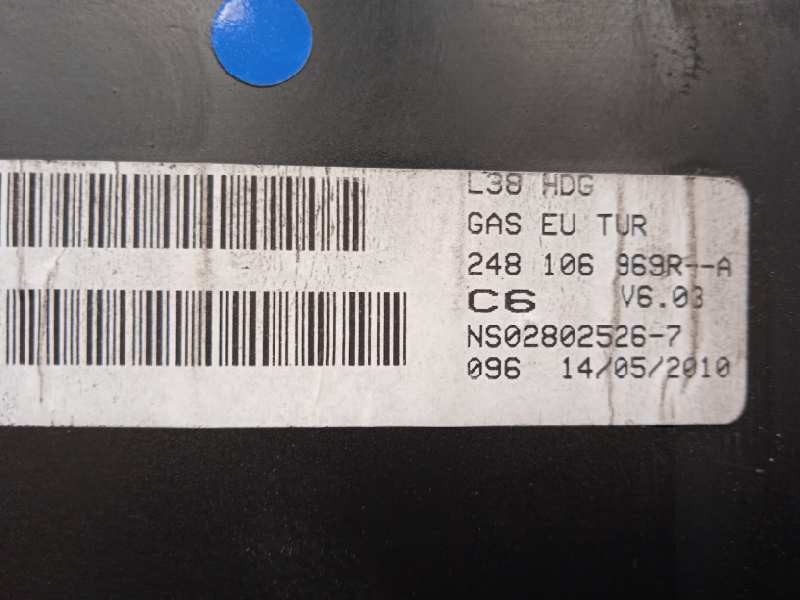 L38 HDG
GAS EU TUR
248 106 969R--A
C6 V6.03
NS02802526-7
096 14/05/2010